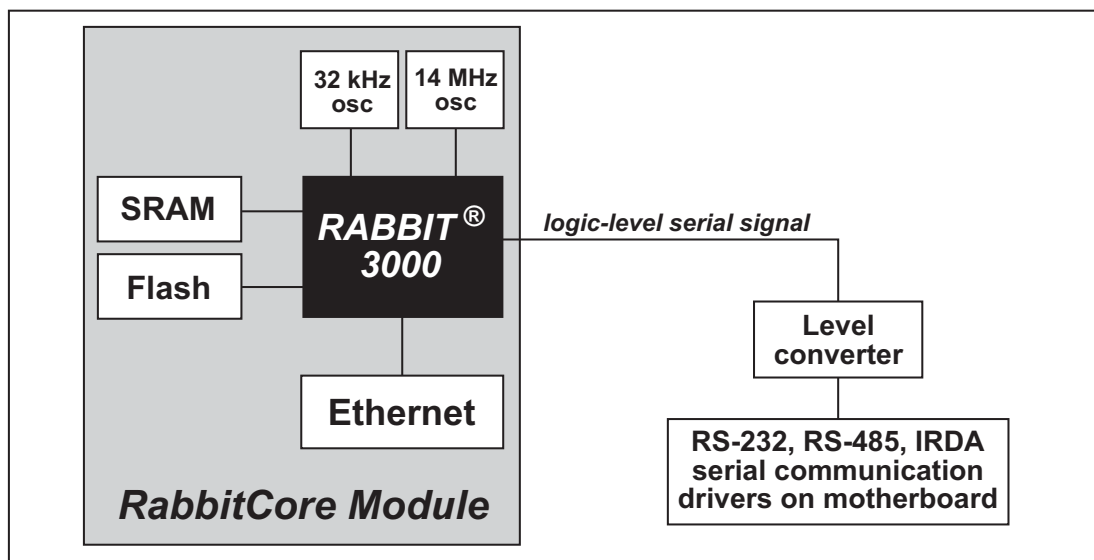 32 kHz
osc
14 MHz
osc
SRAM
Flash
RABBIT ®
3000
Ethernet
RabbitCore Module
logic-level serial signal
Level
converter
RS-232, RS-485, IRDA
serial communication
drivers on motherboard